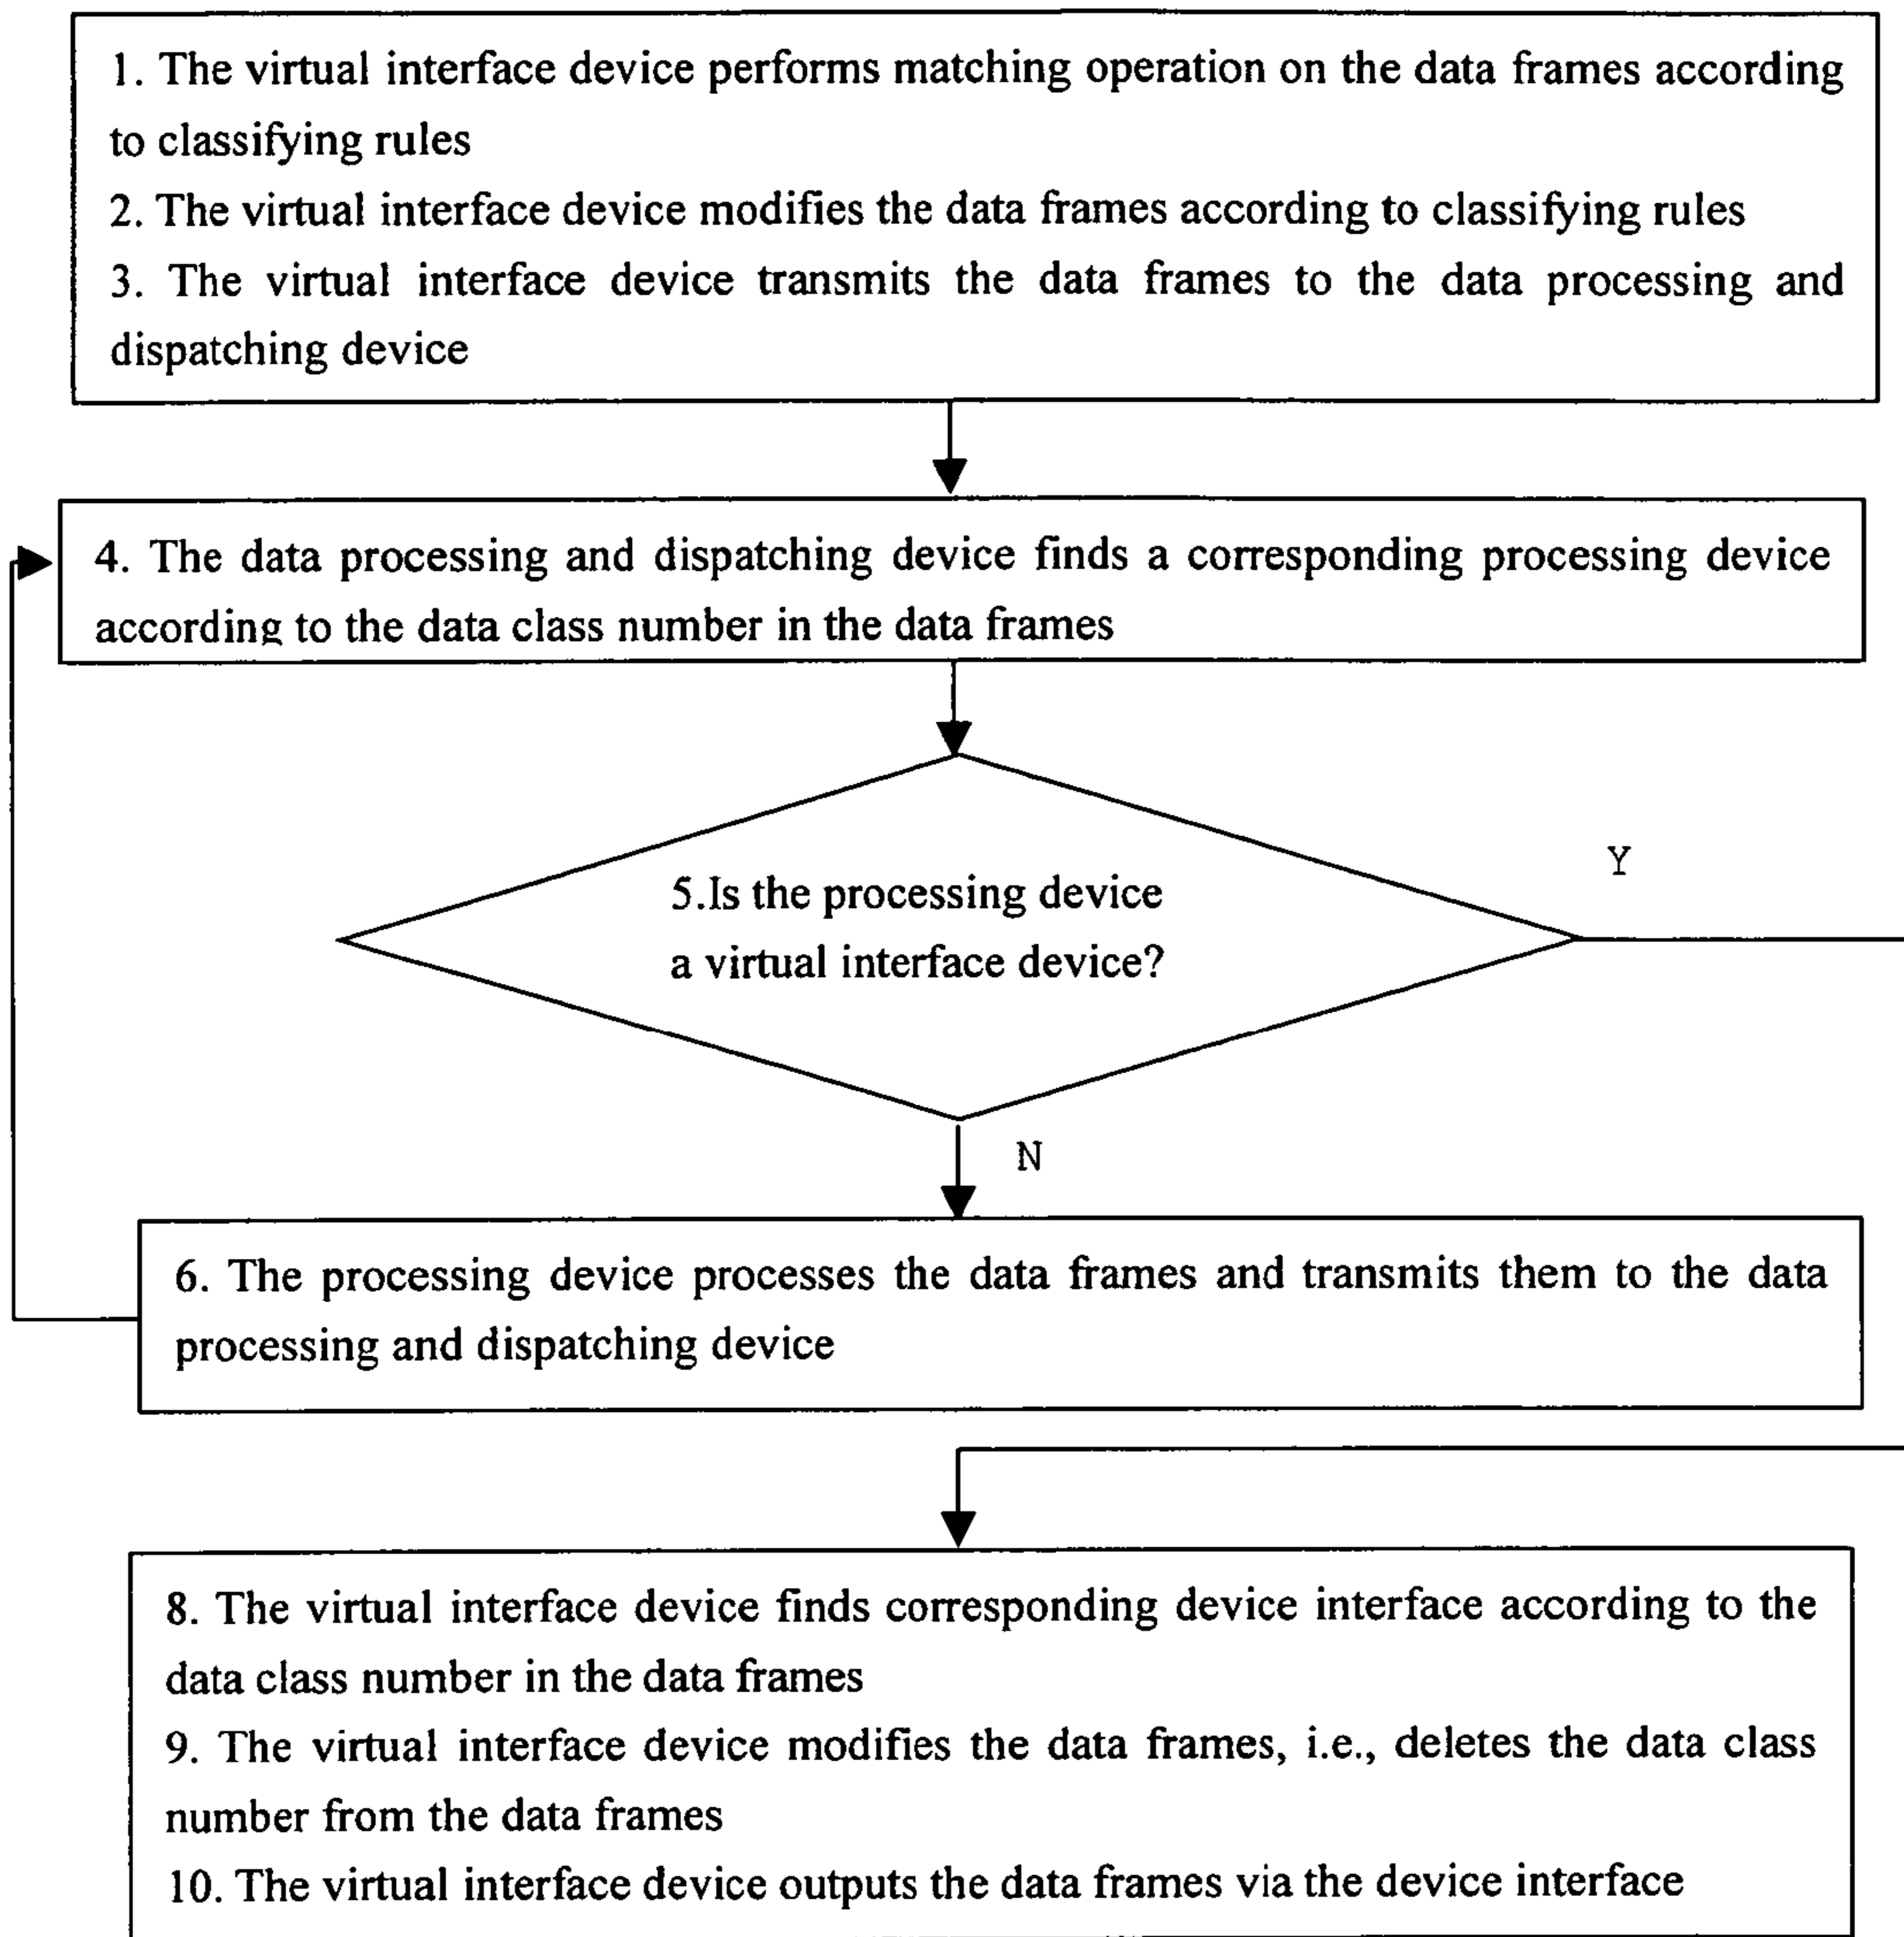 1. The virtual interface device performs matching operation on the data frames according
to classifying rules
2. The virtual interface device modifies the data frames according to classifying rules
3. The virtual interface device transmits the data frames to the data processing and
dispatching device
4. The data processing and dispatching device finds a corresponding processing device
according to the data class number in the data frames
Y
5.Is the processing device
a virtual interface device?
N
6. The processing device processes the data frames and transmits them to the data
processing and dispatching device
8. The virtual interface device finds corresponding device interface according to the
data class number in the data frames
9. The virtual interface device modifies the data frames, i.e., deletes the data class
number from the data frames
10. The virtual interface device outputs the data frames via the device interface